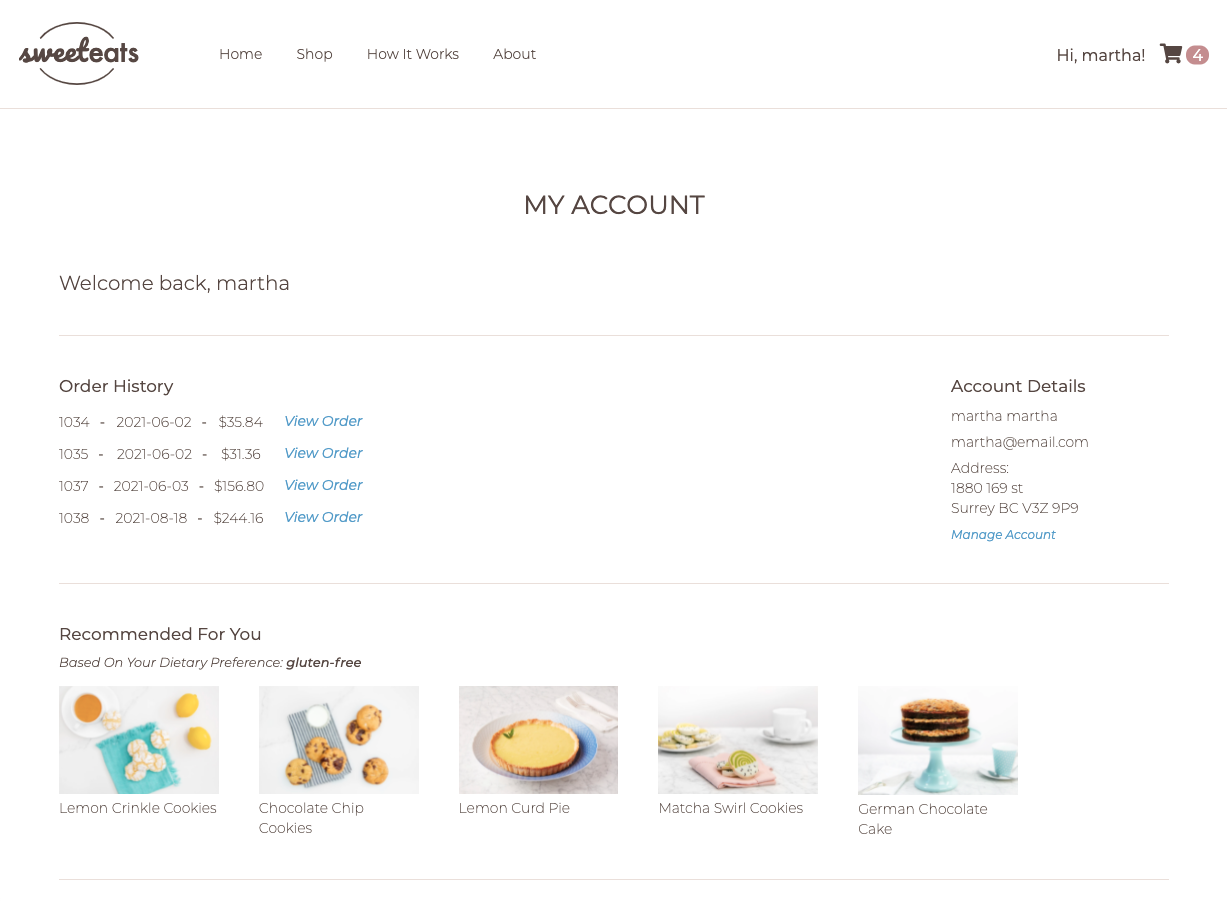 sweeteats
Home Shop How It Works About
Hi, martha! 4
MY ACCOUNT
Welcome back, martha
Order History
1034 - 2021-06-02 - $35.84 View Order
1035 - 2021-06-02 - $31.36 View Order
1037 - 2021-06-03 - $156.80 View Order
1038 - 2021-08-18 - $244.16 View Order
Account Details
martha martha
martha@email.com
Address:
1880 169 st
Surrey BC V3Z 9P9
Manage Account
Recommended For You
Based On Your Dietary Preference: gluten-free
Lemon Crinkle Cookies
Chocolate Chip
Cookies
Lemon Curd Pie
Matcha Swirl Cookies
German Chocolate
Cake